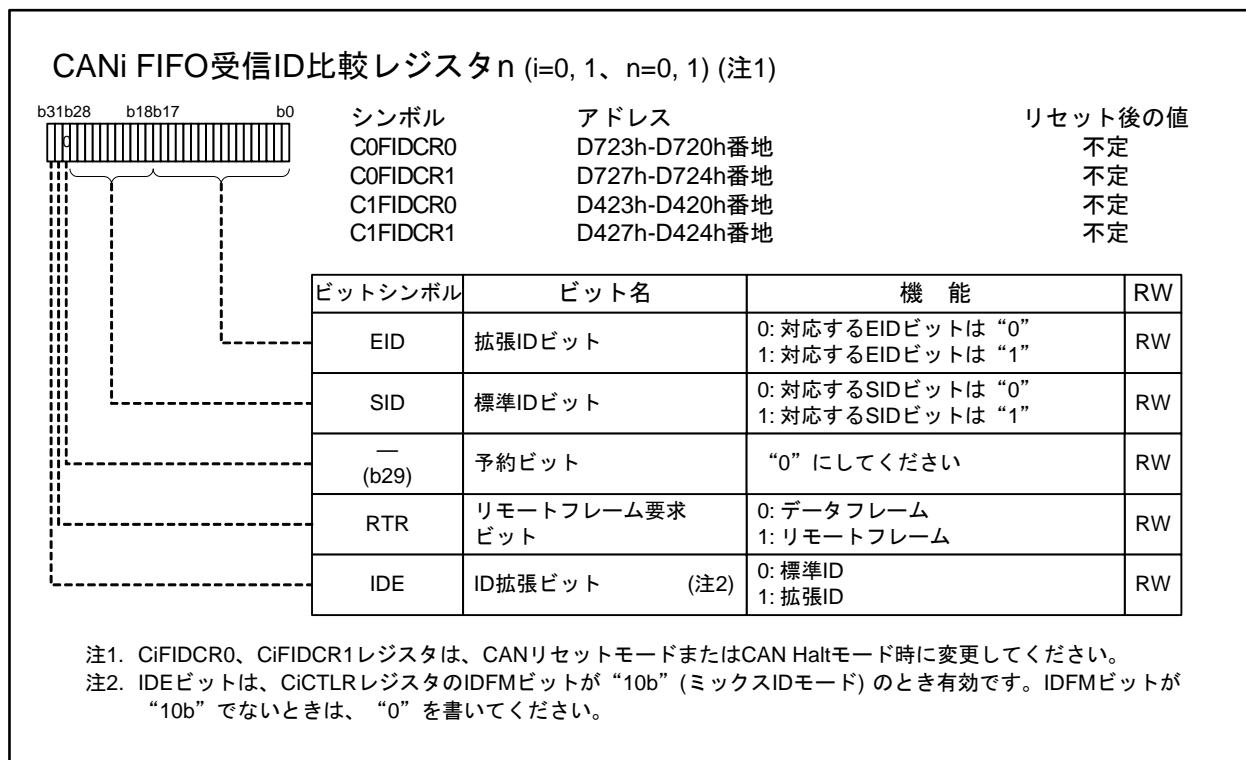 CANi FIFO受信ID比較レジスタn (i=0, 1、n=0, 1) (注1)
b31b28 b18b17 b0
0
シンボル アドレス リセット後の値
C0FIDCR0 D723h-D720h番地 不定
C0FIDCR1 D727h-D724h番地 不定
C1FIDCR0 D423h-D420h番地 不定
C1FIDCR1 D427h-D424h番地 不定
ビットシンボル ビット名 機 能 RW
EID 拡張IDビット 0: 対応するEIDビットは“0” RW
1: 対応するEIDビットは“1”
SID 標準IDビット 0: 対応するSIDビットは“0” RW
1: 対応するSIDビットは“1”
— (b29) 予約ビット “0”にしてください RW
RTR リモートフレーム要求 0: データフレーム RW
ビット 1: リモートフレーム
IDE ID拡張ビット (注2) 0: 標準ID RW
1: 拡張ID
注1. CiFIDCR0、CiFIDCR1レジスタは、CANリセットモードまたはCAN Haltモード時に変更してください。
注2. IDEビットは、CiCTLRレジスタのIDFMビットが“10b”(ミックスIDモード) のとき有効です。IDFMビットが
“10b”でないときは、“0”を書いてください。